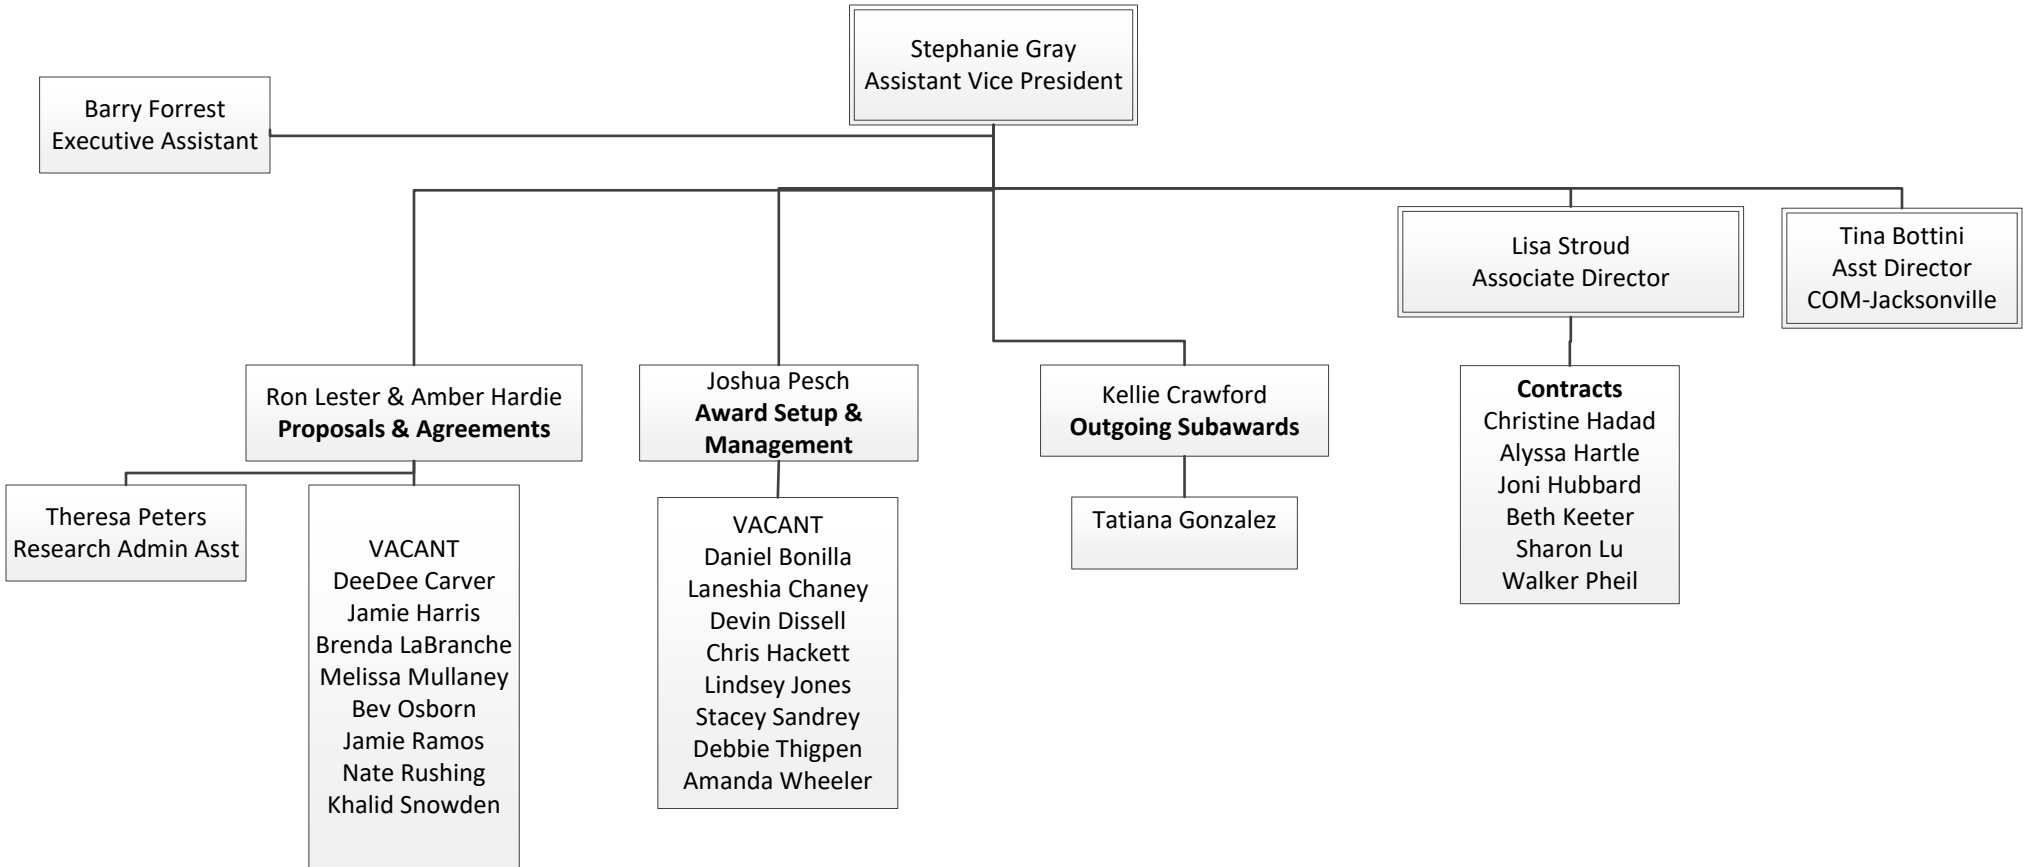 Stephanie Gray
Assistant Vice President
Barry Forrest
Executive Assistant
Lisa Stroud
Associate Director
Tina Bottini
Asst Director
COM-Jacksonville
Ron Lester & Amber Hardie
Proposals & Agreements
Joshua Pesch
Award Setup &
Management
Kellie Crawford
Outgoing Subawards
Contracts
Christine Hadad
Alyssa Hartle
Joni Hubbard
Beth Keeter
Sharon Lu
Walker Pheil
Theresa Peters
Research Admin Asst
VACANT
DeeDee Carver
Jamie Harris
Brenda LaBranche
Melissa Mullaney
Bev Osborn
Jamie Ramos
Nate Rushing
Khalid Snowden
VACANT
Daniel Bonilla
Laneshia Chaney
Devin Dissell
Chris Hackett
Lindsey Jones
Stacey Sandrey
Debbie Thigpen
Amanda Wheeler
Tatiana Gonzalez